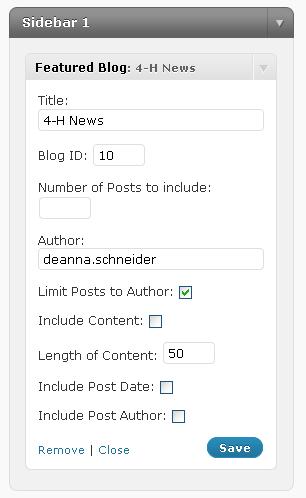 Sidebar 1
Featured Blog: 4-H News
Title:
4-H News
Blog ID: 10
Number of Posts to include:
Author:
deanna.schneider
Limit Posts to Author:
Include Content:
Length of Content: 50
Include Post Date:
Include Post Author:
Remove | Close Save